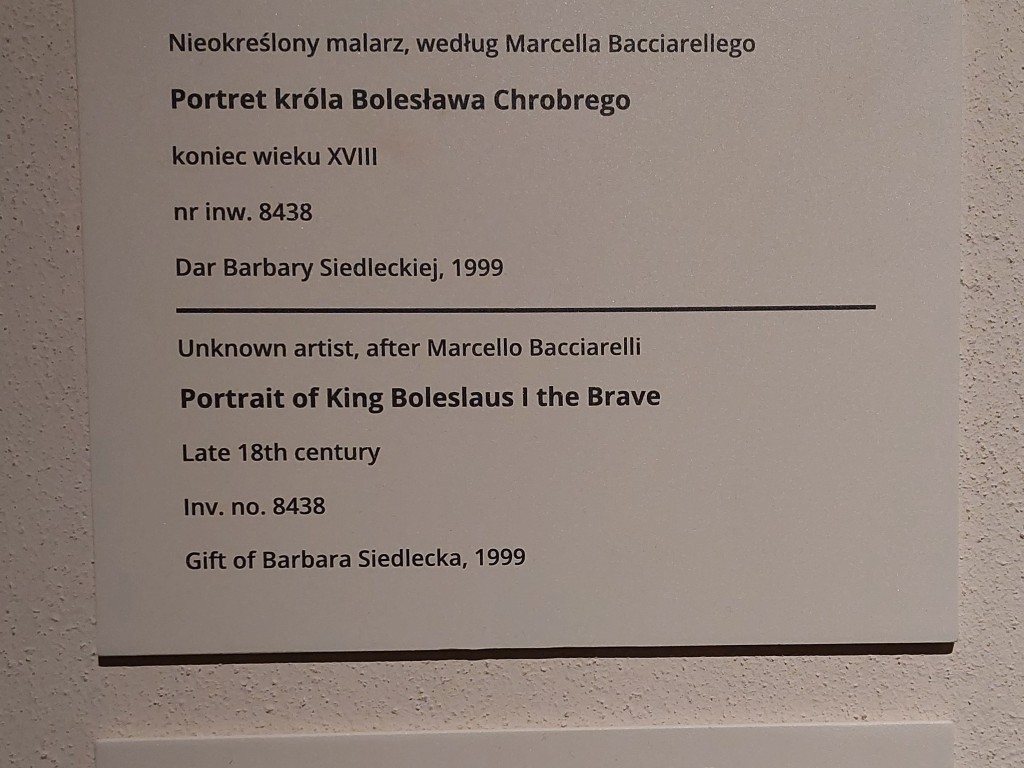 Nieokreślony malarz, według Marcella Bacciarellego
Portret króla Bolesława Chrobrego
koniec wieku XVIII
nr inw. 8438
Dar Barbary Siedleckiej, 1999
Unknown artist, after Marcello Bacciarelli
Portrait of King Boleslaus I the Brave
Late 18th century
Inv. no. 8438
Gift of Barbara Siedlecka, 1999